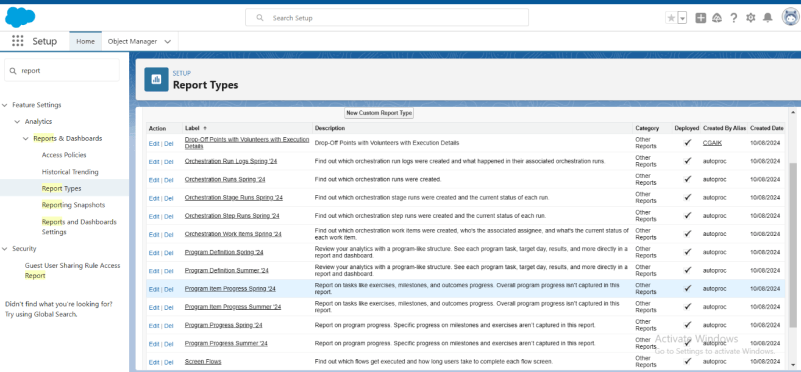 Search Setup
Setup
Home
Object Manager
report
Feature Settings
Analytics
Reports & Dashboards
Access Policies
Historical Trending
Report Types
Reporting Snapshots
Reports and Dashboards
Settings
Security
Guest User Sharing Rule Access
Report
Didn't find what you're looking for?
Try using Global Search.
SETUP
Report Types
New Custom Report Type
Action Label Description Category Deployed Created By Alias Created Date
Edit | Del Drop-Off Points with Volunteers with Execution Details Drop-Off Points with Volunteers with Execution Details Other Reports CGAIK 10/08/2024
Edit | Del Orchestration Run Logs Spring '24 Find out which orchestration run logs were created and what happened in their associated orchestration runs. Other Reports autoproc 10/08/2024
Edit | Del Orchestration Runs Spring '24 Find out which orchestration runs were created. Other Reports autoproc 10/08/2024
Edit | Del Orchestration Stage Runs Spring '24 Find out which orchestration stage runs were created and the current status of each run. Other Reports autoproc 10/08/2024
Edit | Del Orchestration Step Runs Spring '24 Find out which orchestration step runs were created and the current status of each run. Other Reports autoproc 10/08/2024
Edit | Del Orchestration Work Items Spring '24 Find out which orchestration work items were created, who's the associated assignee, and what's the current status of each work item. Other Reports autoproc 10/08/2024
Edit | Del Program Definition Spring '24 Review your analytics with a program-like structure. See each program task, target day, results, and more directly in a report and dashboard. Other Reports autoproc 10/08/2024
Edit | Del Program Definition Summer '24 Review your analytics with a program-like structure. See each program task, target day, results, and more directly in a report and dashboard. Other Reports autoproc 10/08/2024
Edit | Del Program Item Progress Spring '24 Report on tasks like exercises, milestones, and outcomes progress. Overall program progress isn't captured in this report. Other Reports autoproc 10/08/2024
Edit | Del Program Item Progress Summer '24 Report on tasks like exercises, milestones, and outcomes progress. Overall program progress isn't captured in this report. Other Reports autoproc 10/08/2024
Edit | Del Program Progress Spring '24 Report on program progress. Specific progress on milestones and exercises aren't captured in this report. Other Reports autoproc 10/08/2024
Edit | Del Program Progress Summer '24 Report on program progress. Specific progress on milestones and exercises aren't captured in this report. Other Reports autoproc 10/08/2024
Edit | Del Screen Flows Find out which flows get executed and how long users take to complete each flow screen. Other Reports autoproc 10/08/2024
Activate Windows
Go to Settings to activate Windows.